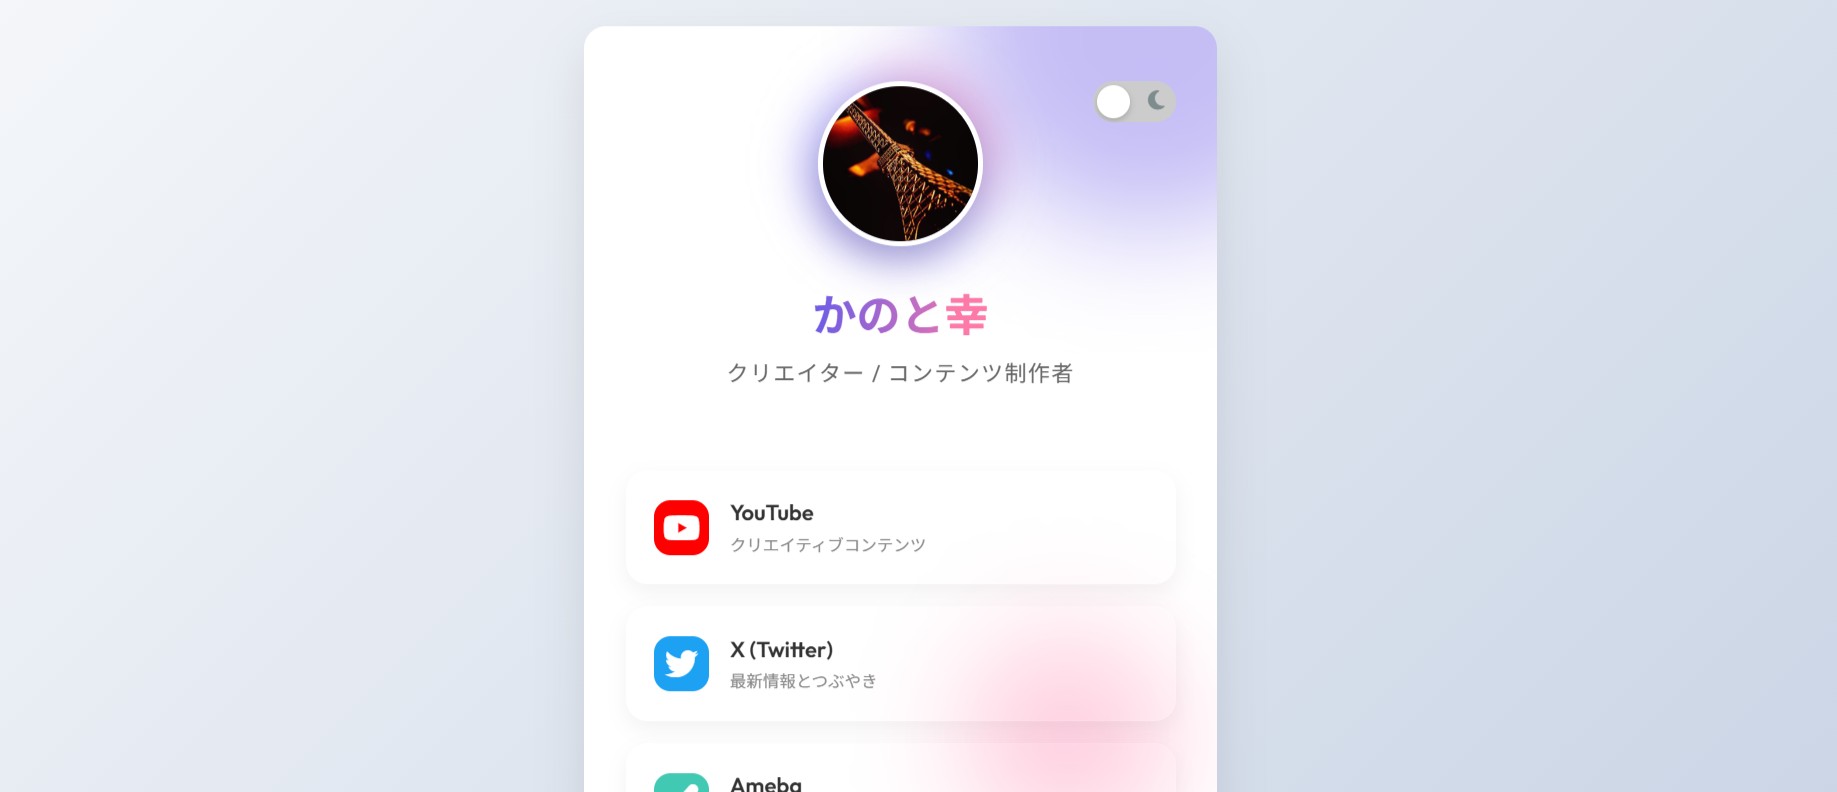 かのと幸
クリエイター / コンテンツ制作者
YouTube
クリエイティブコンテンツ
X (Twitter)
最新情報とつぶやき
Ameba